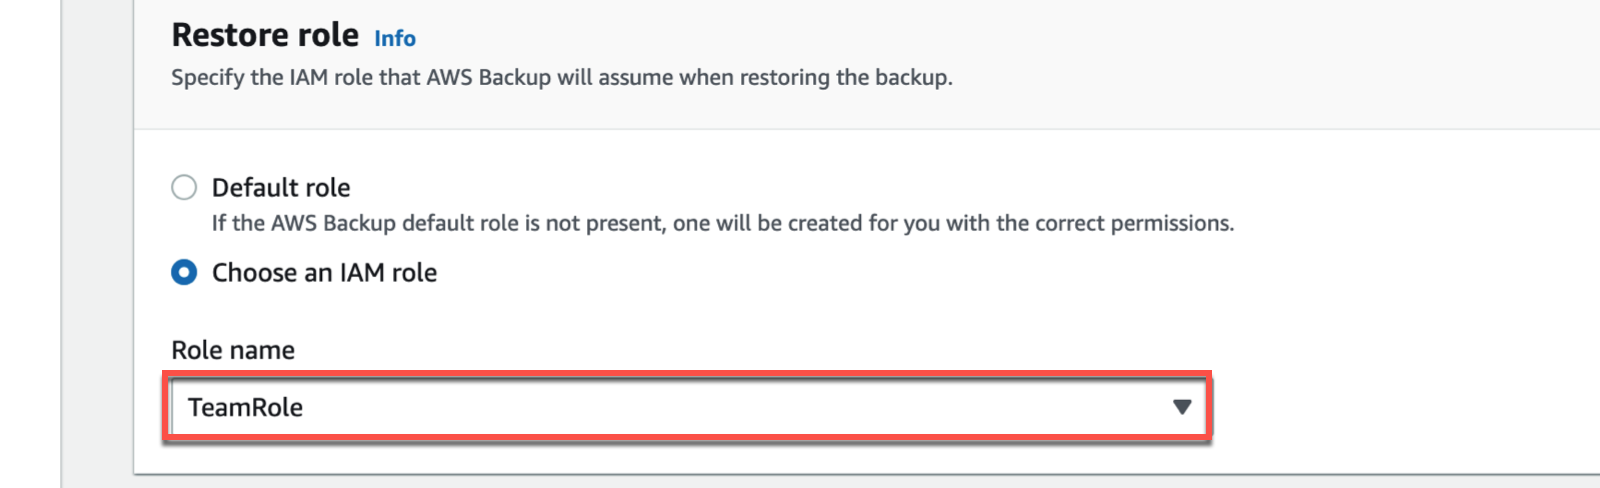 Restore role Info
Specify the IAM role that AWS Backup will assume when restoring the backup.
Default role
If the AWS Backup default role is not present, one will be created for you with the correct permissions.
Choose an IAM role
Role name
TeamRole